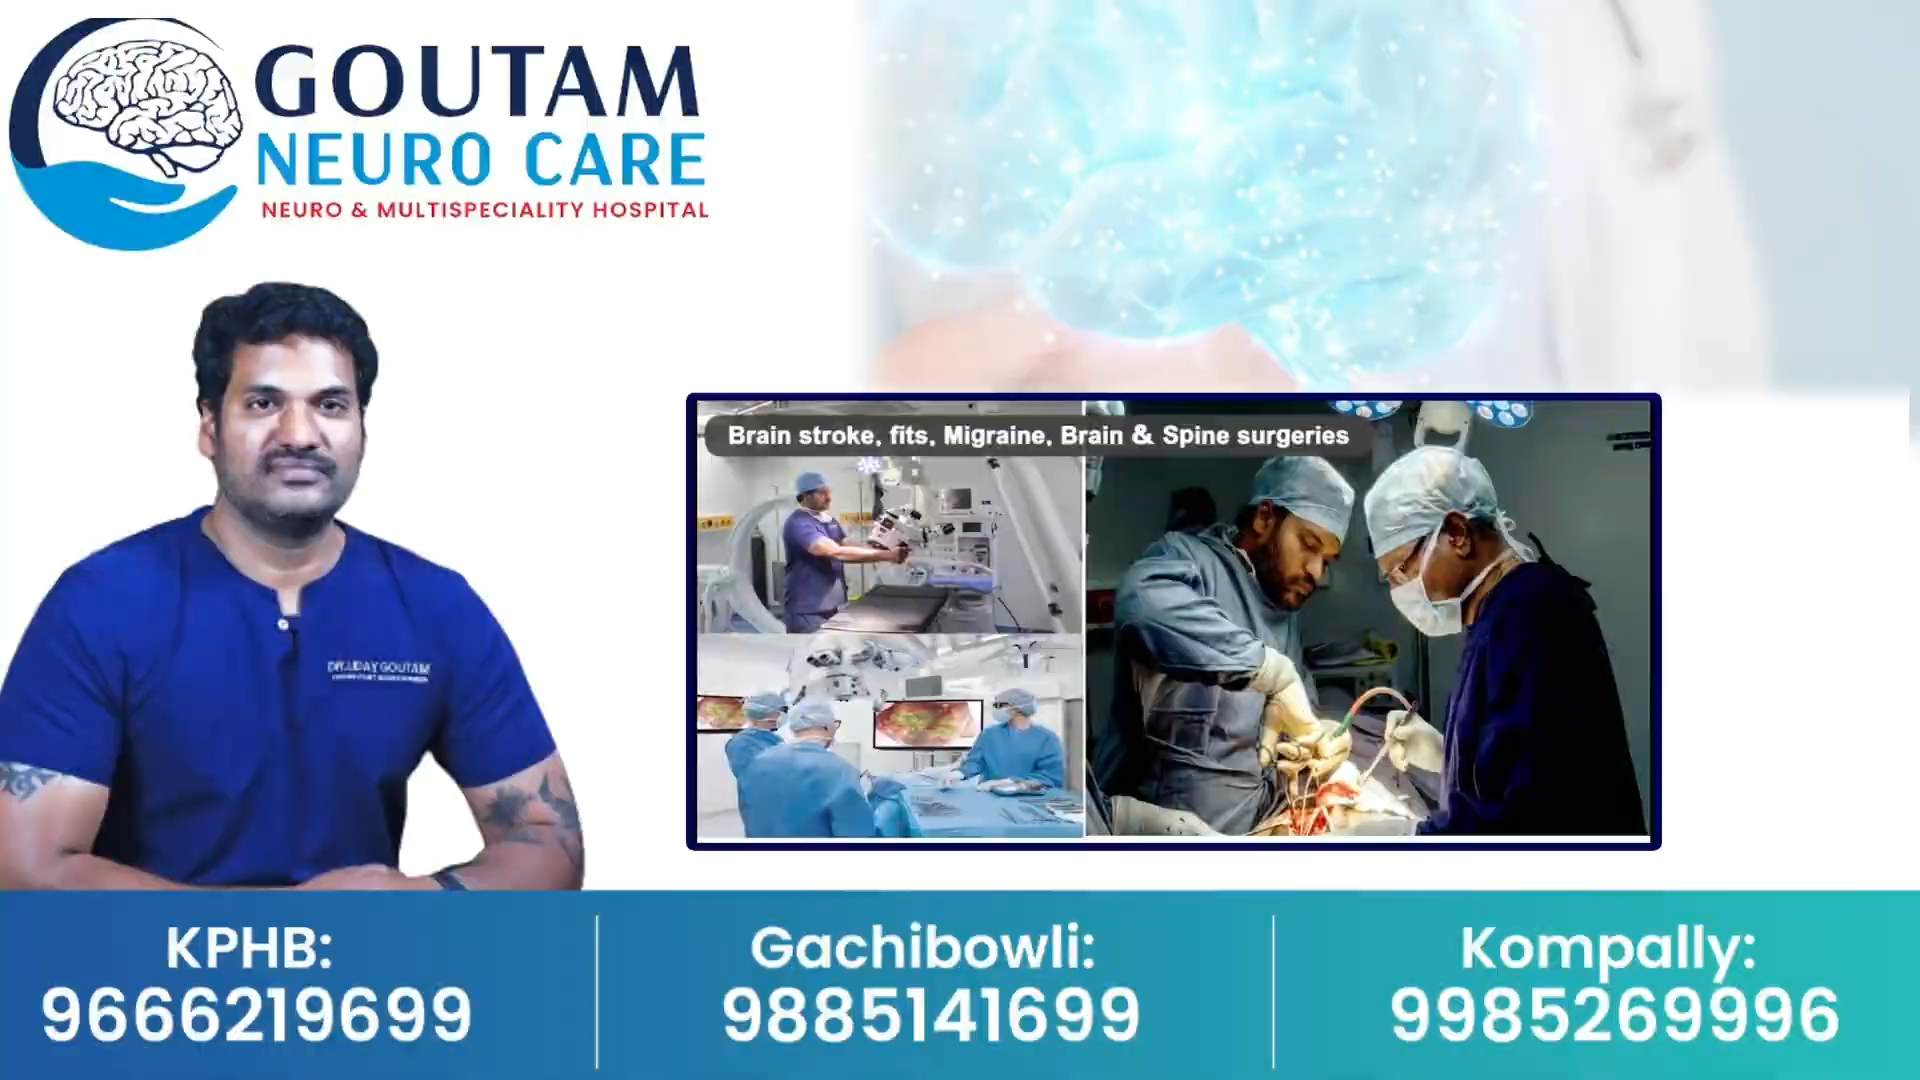 GOUTAM
NEURO CARE
NEURO & MULTISPECIALITY HOSPITAL
Brain stroke, fits, Migraine, Brain & Spine surgeries
DR.UDAY GOUTAM
KPHB:
9666219699
Gachibowli:
9885141699
Kompally:
9985269996